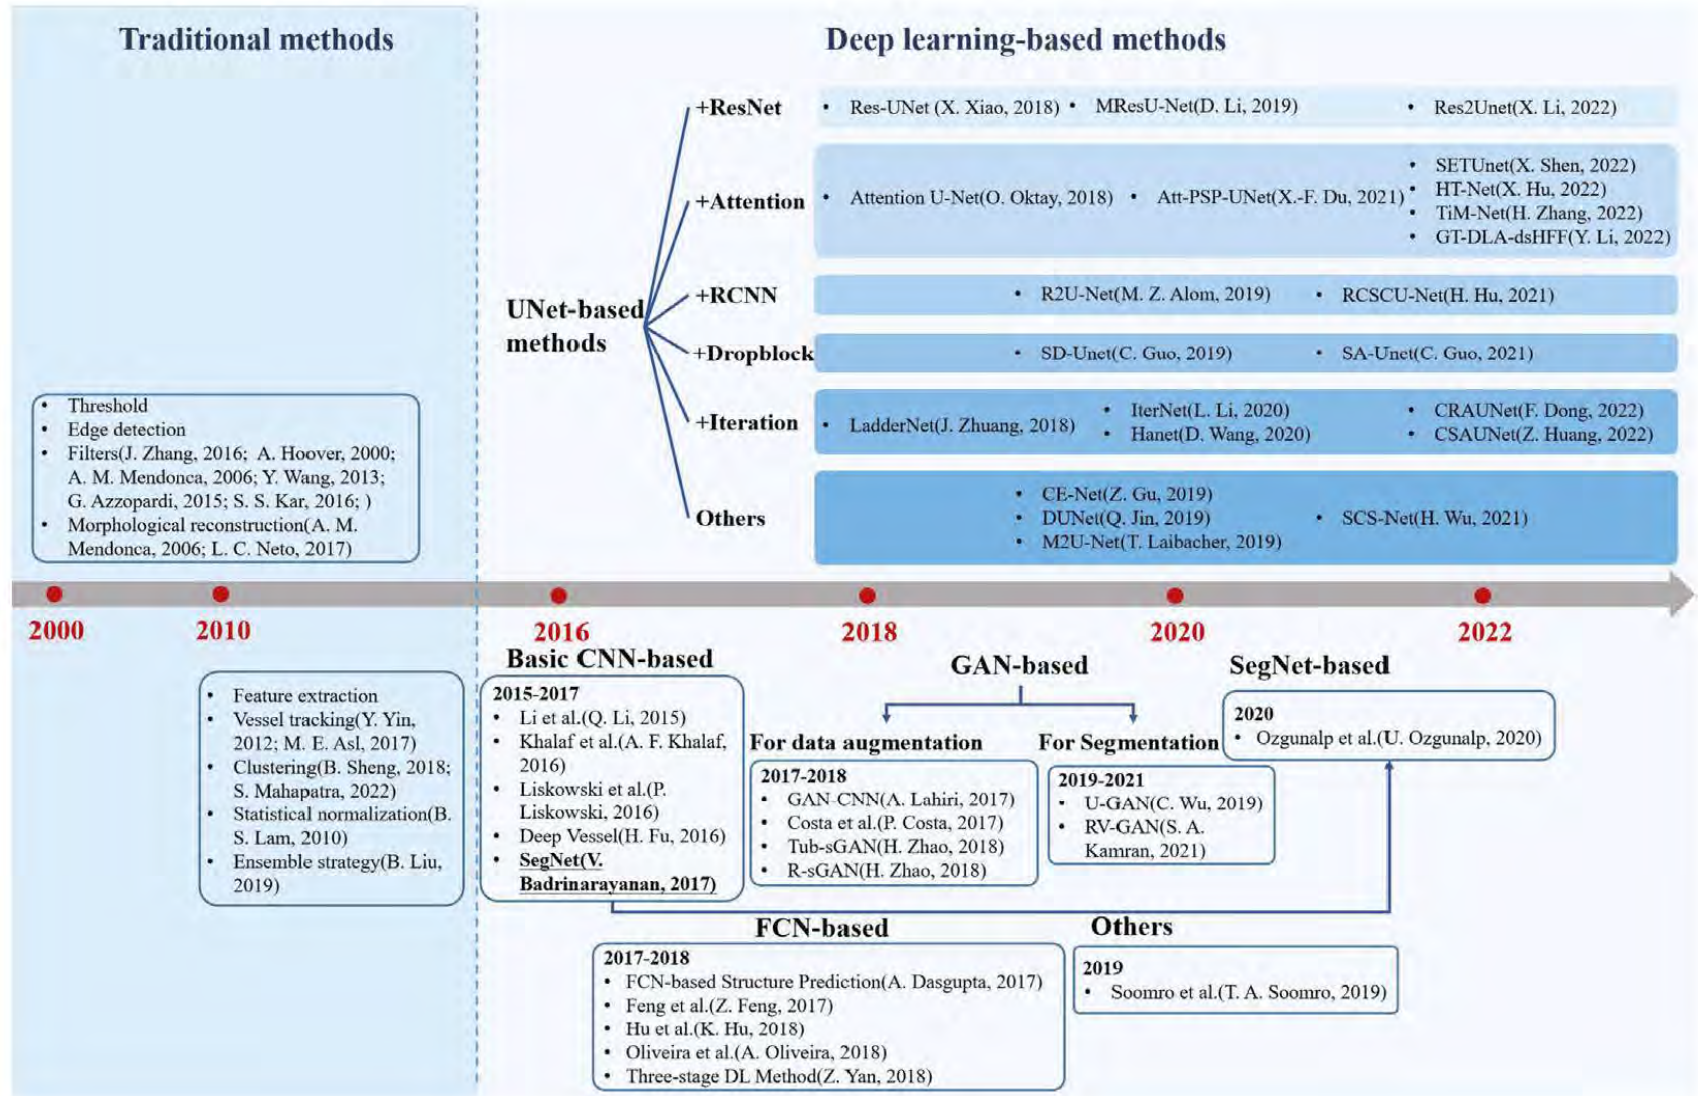 Traditional methods
Deep learning-based methods
UNet-based
methods
+ResNet
• Res-UNet (X. Xiao, 2018) • MResU-Net(D. Li, 2019) • Res2Unet(X. Li, 2022)
+Attention
• Attention U-Net(O. Oktay, 2018) • Att-PSP-UNet(X.-F. Du, 2021)
• SETUnet(X. Shen, 2022)
• HT-Net(X. Hu, 2022)
• TiM-Net(H. Zhang, 2022)
• GT-DLA-dsHFF(Y. Li, 2022)
+RCNN
• R2U-Net(M. Z. Alom, 2019) • RCSCU-Net(H. Hu, 2021)
+Dropblock
• SD-Unet(C. Guo, 2019) • SA-Unet(C. Guo, 2021)
+Iteration
• LadderNet(J. Zhuang, 2018)
• IterNet(L. Li, 2020)
• Hanet(D. Wang, 2020)
• CRAUNet(F. Dong, 2022)
• CSAUNet(Z. Huang, 2022)
Others
• CE-Net(Z. Gu, 2019)
• DUNet(Q. Jin, 2019)
• M2U-Net(T. Laibacher, 2019)
• SCS-Net(H. Wu, 2021)
• Threshold
• Edge detection
• Filters(J. Zhang, 2016; A. Hoover, 2000;
A. M. Mendonca, 2006; Y. Wang, 2013;
G. Azzopardi, 2015; S. S. Kar, 2016; )
• Morphological reconstruction(A. M.
Mendonca, 2006; L. C. Neto, 2017)
2000
2010
2016
2018
2020
2022
• Feature extraction
• Vessel tracking(Y. Yin,
2012; M. E. Asl, 2017)
• Clustering(B. Sheng, 2018;
S. Mahapatra, 2022)
• Statistical normalization(B.
S. Lam, 2010)
• Ensemble strategy(B. Liu,
2019)
Basic CNN-based
2015-2017
• Li et al.(Q. Li, 2015)
• Khalaf et al.(A. F. Khalaf,
2016)
• Liskowski et al.(P.
Liskowski, 2016)
• Deep Vessel(H. Fu, 2016)
• SegNet(V.
Badrinarayanan, 2017)
GAN-based
For data augmentation
2017-2018
• GAN-CNN(A. Lahiri, 2017)
• Costa et al.(P. Costa, 2017)
• Tub-sGAN(H. Zhao, 2018)
• R-sGAN(H. Zhao, 2018)
For Segmentation
2019-2021
• U-GAN(C. Wu, 2019)
• RV-GAN(S. A.
Kamran, 2021)
SegNet-based
2020
• Ozgunalp et al.(U. Ozgunalp, 2020)
FCN-based
2017-2018
• FCN-based Structure Prediction(A. Dasgupta, 2017)
• Feng et al.(Z. Feng, 2017)
• Hu et al.(K. Hu, 2018)
• Oliveira et al.(A. Oliveira, 2018)
• Three-stage DL Method(Z. Yan, 2018)
Others
2019
• Soomro et al.(T. A. Soomro, 2019)